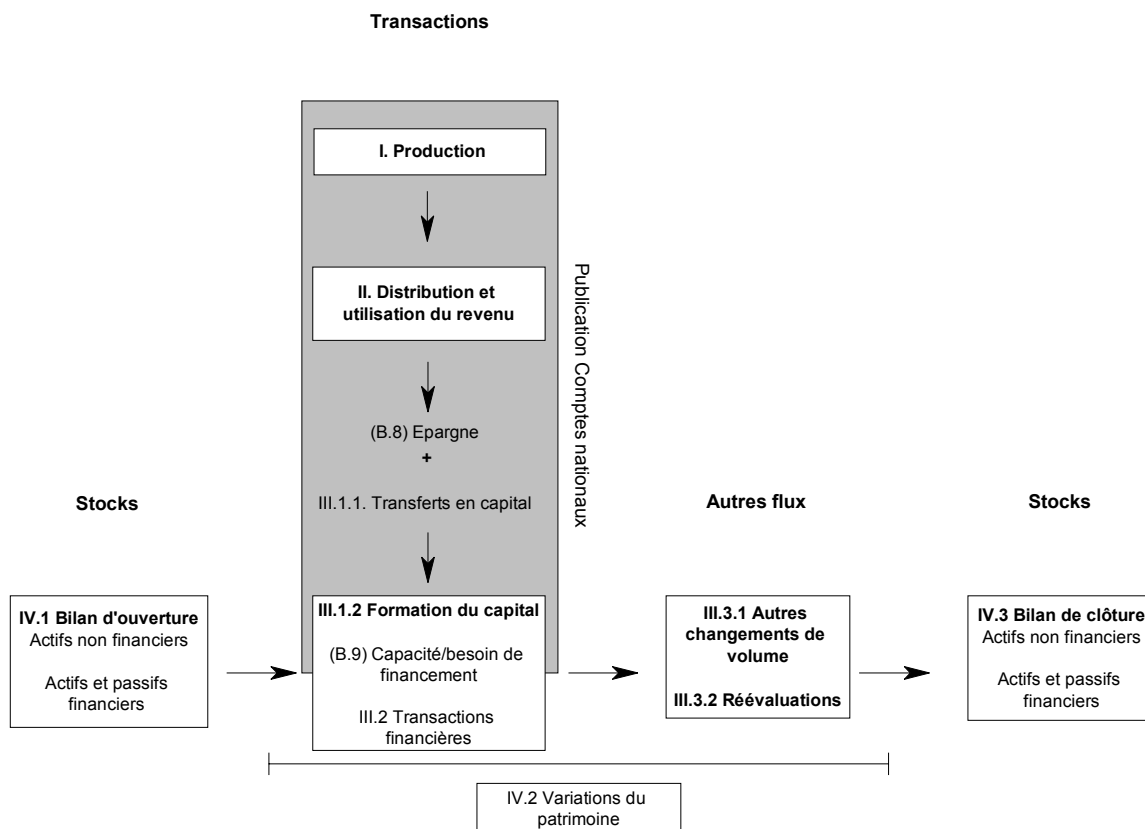 Transactions
I. Production
II. Distribution et
utilisation du revenu
Publication Comptes nationaux
(B.8) Epargne
+
III.1.1. Transferts en capital
Stocks
Autres flux
Stocks
IV.1 Bilan d'ouverture
Actifs non financiers
Actifs et passifs
financiers
III.1.2 Formation du capital
(B.9) Capacité/besoin de
financement
III.2 Transactions
financières
III.3.1 Autres
changements de
volume
III.3.2 Réévaluations
IV.3 Bilan de clôture
Actifs non financiers
Actifs et passifs
financiers
IV.2 Variations du
patrimoine